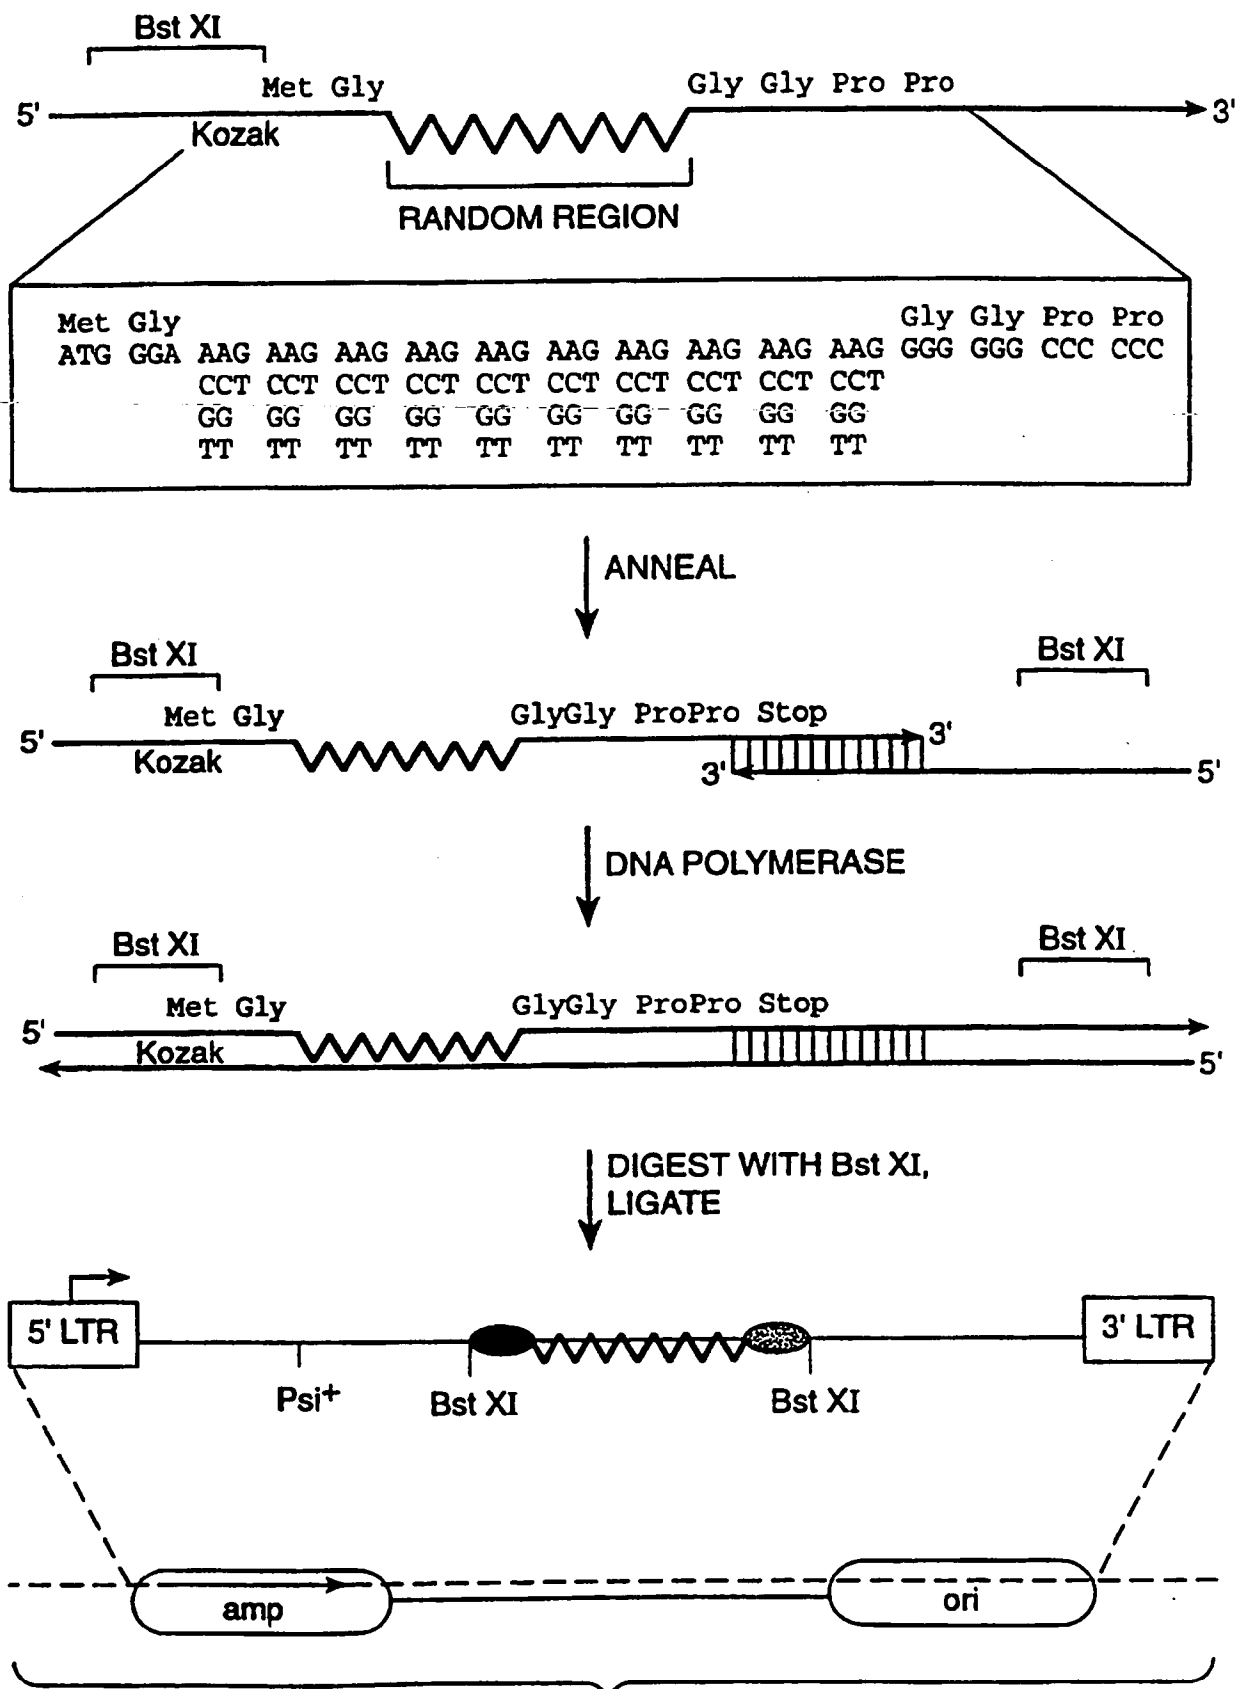 Bst XI
Met Gly
Gly Gly Pro Pro
5'
3'
Kozak
RANDOM REGION
Met Gly
Gly Gly Pro Pro
ATG GGA AAG AAG AAG AAG AAG AAG AAG AAG AAG AAG GGG GGG CCC CCC
CCT CCT CCT CCT CCT CCT CCT CCT CCT CCT
GG GG GG GG GG GG GG GG GG GG
TT TT TT TT TT TT TT TT TT TT
ANNEAL
Bst XI
Bst XI
Met Gly
GlyGly ProPro Stop
5'
3'
Kozak
3'
5'
DNA POLYMERASE
Bst XI
Bst XI
Met Gly
GlyGly ProPro Stop
5'
Kozak
5'
DIGEST WITH Bst XI,
LIGATE
5' LTR
3' LTR
Psi+
Bst XI
Bst XI
amp
ori